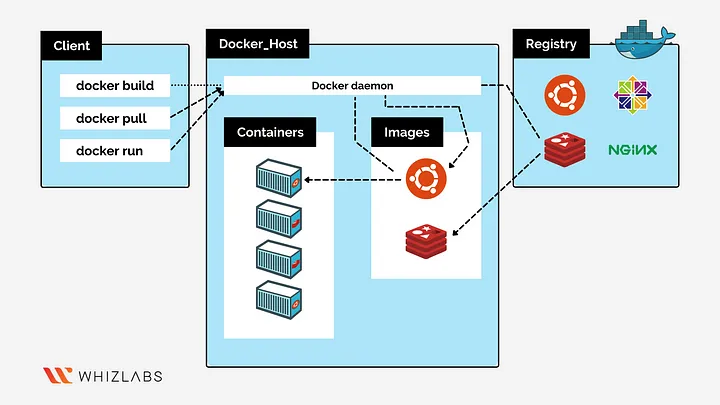 Client
docker build
docker pull
docker run
Docker_Host
Docker daemon
Containers
Images
Registry
NGINX
WHIZLABS